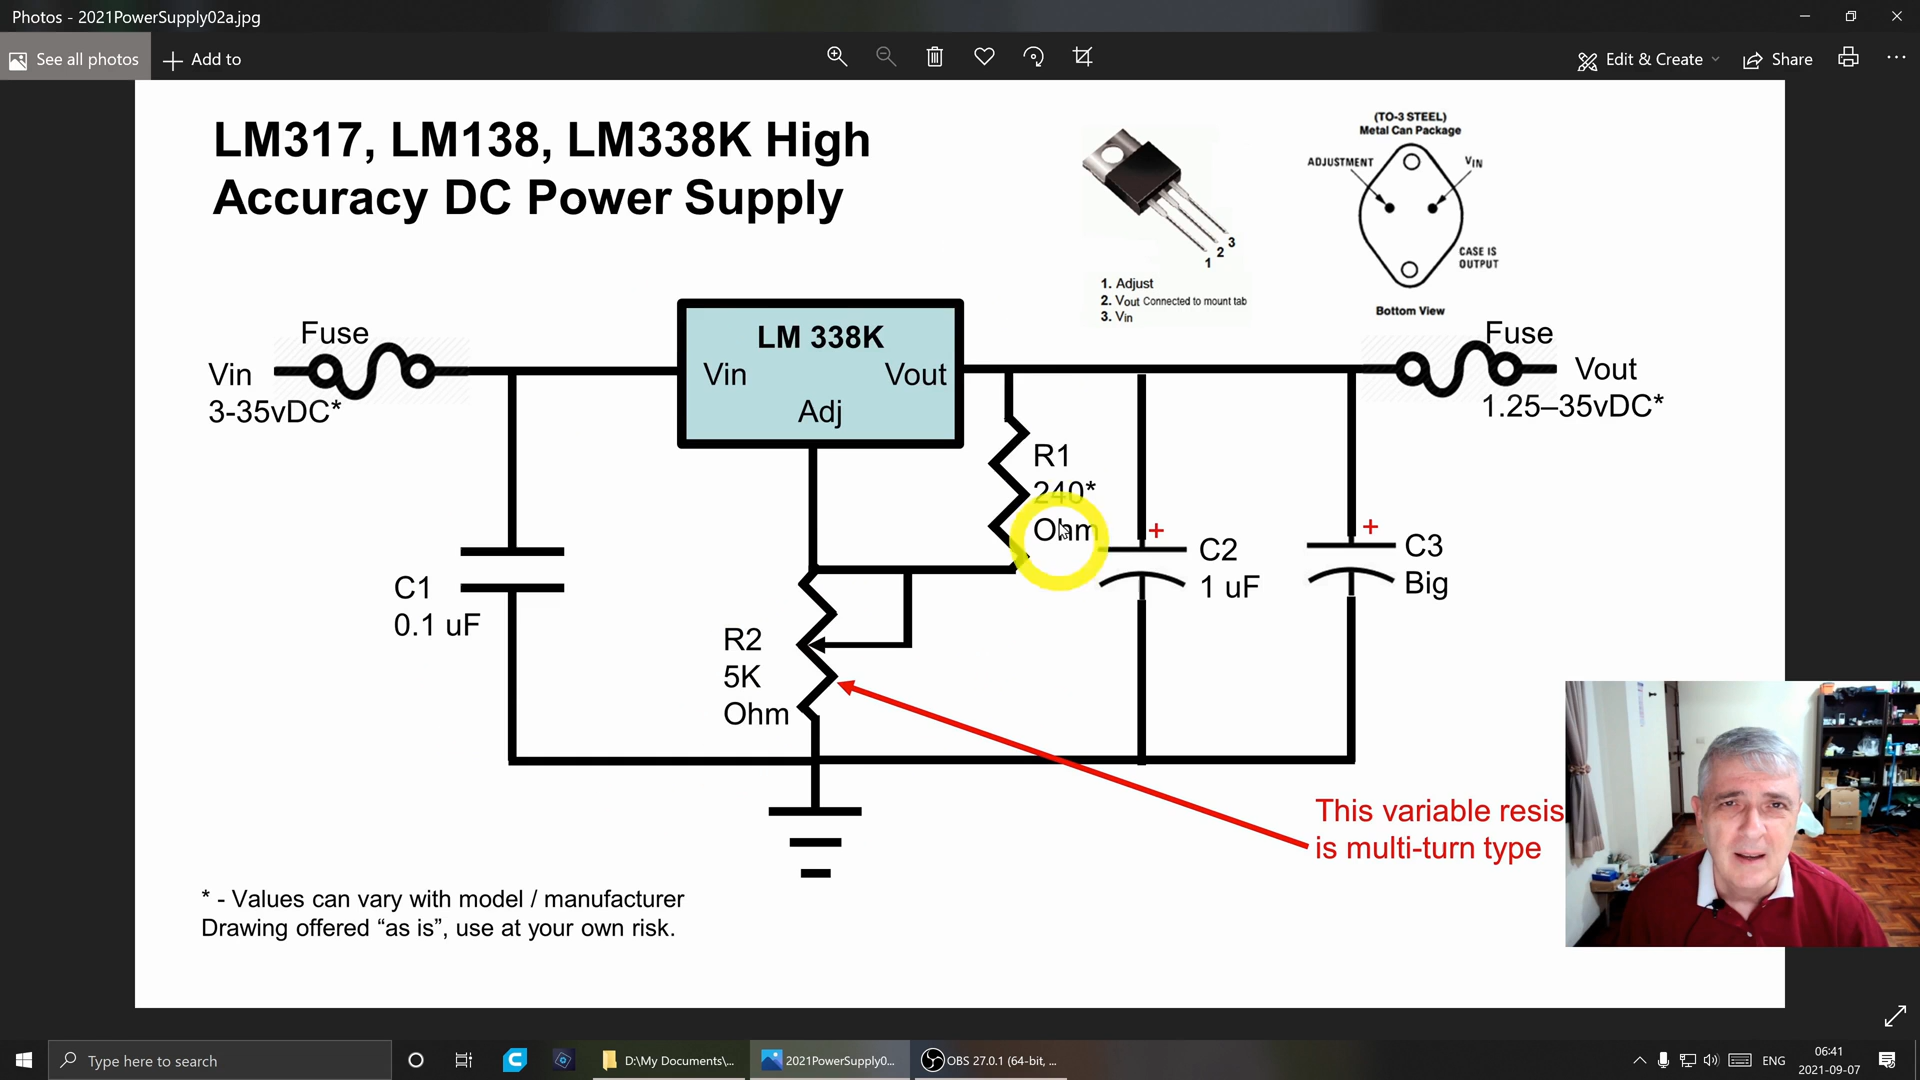 Photos - 2021PowerSupply02a.jpg
See all photos
Add to
Edit & Create
Share
LM317, LM138, LM338K High
Accuracy DC Power Supply
1
2
3
1. Adjust
2. Vout Connected to mount tab
3. Vin
(TO-3 STEEL)
Metal Can Package
ADJUSTMENT
VIN
CASE IS
OUTPUT
Bottom View
Fuse
Vin
3-35vDC*
LM 338K
Vin
Vout
Adj
Fuse
Vout
1.25–35vDC*
R1
240*
Ohm
+
C2
1 uF
+
C3
Big
C1
0.1 uF
R2
5K
Ohm
This variable resis
is multi-turn type
* - Values can vary with model / manufacturer
Drawing offered “as is”, use at your own risk.
Type here to search
D:\My Documents\...
2021PowerSupply0...
OBS 27.0.1 (64-bit, ...
ENG
06:41
2021-09-07